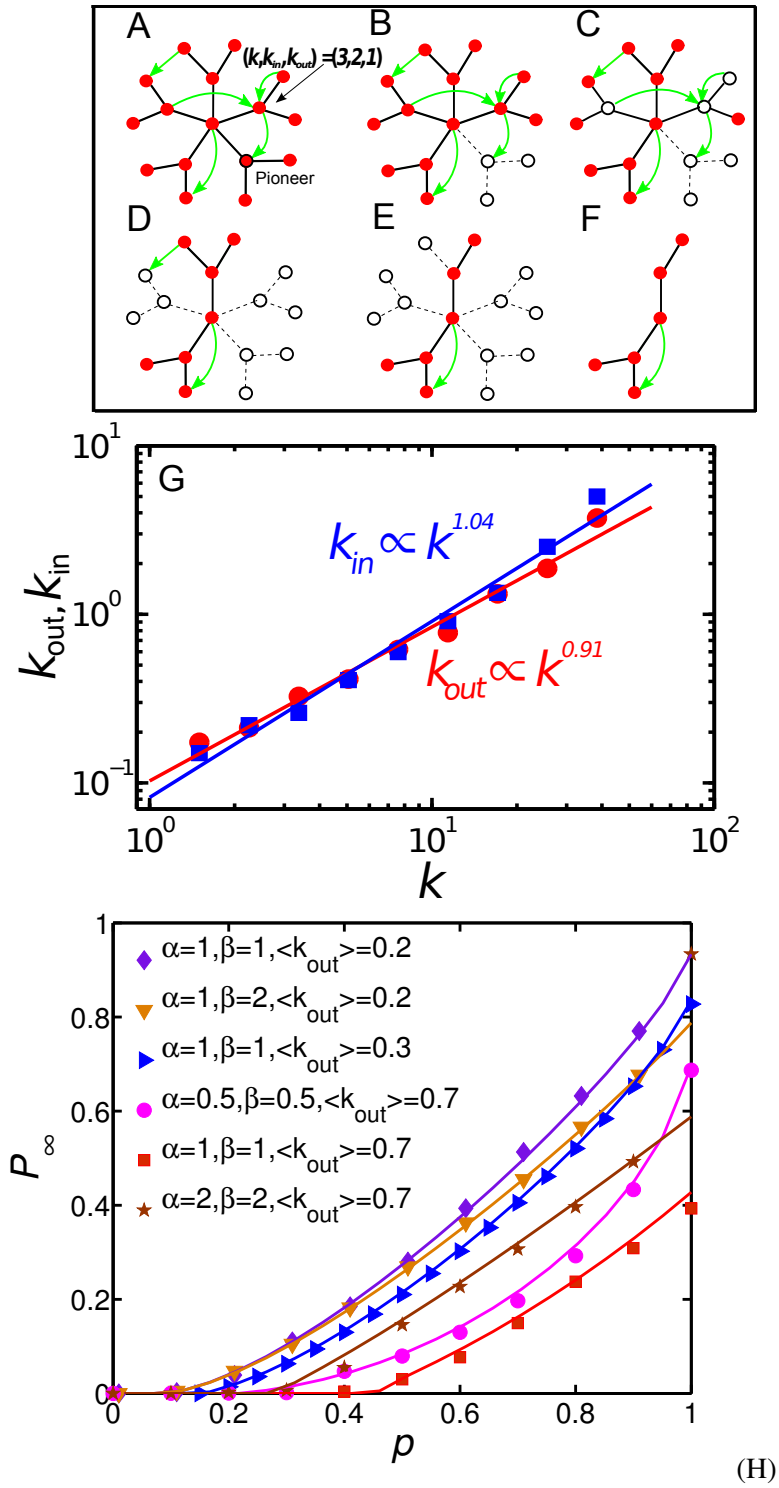 A B C
(k,k_in,k_out) =(3,2,1)
Pioneer
D E F
G
10^1
10^0
10^-1
k_out, k_in
k_in ∝ k^1.04
k_out ∝ k^0.91
10^0 10^1 10^2
k
1
0.8
0.6
0.4
0.2
0
P_∞
α=1,β=1,<k_out>=0.2
α=1,β=2,<k_out>=0.2
α=1,β=1,<k_out>=0.3
α=0.5,β=0.5,<k_out>=0.7
α=1,β=1,<k_out>=0.7
α=2,β=2,<k_out>=0.7
0 0.2 0.4 0.6 0.8 1
p
(H)